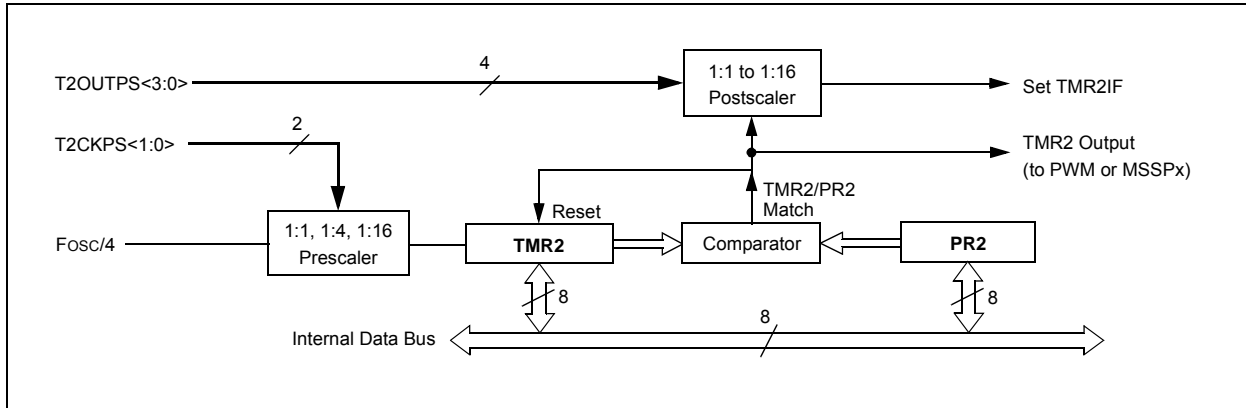 T2OUTPS<3:0>
4
1:1 to 1:16
Postscaler
Set TMR2IF
T2CKPS<1:0>
2
TMR2 Output
(to PWM or MSSPx)
TMR2/PR2
Match
Reset
FOSC/4
1:1, 1:4, 1:16
Prescaler
TMR2
Comparator
PR2
8
8
Internal Data Bus
8